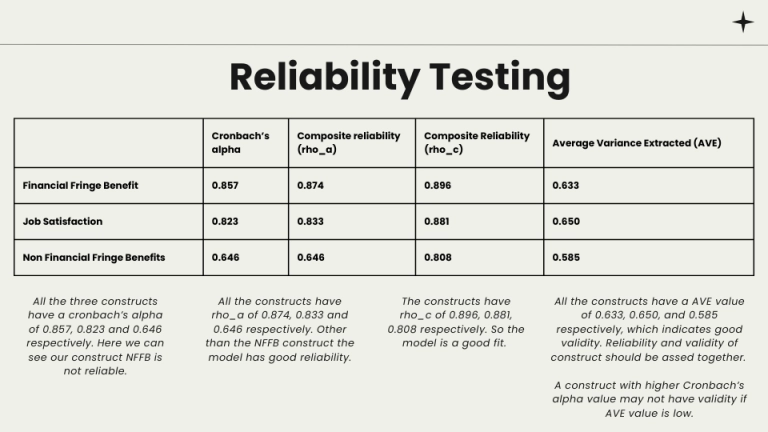 Reliability Testing
Cronbach's
alpha
Composite reliability
(rho_a)
Composite Reliability
(rho_c)
Average Variance Extracted (AVE)
Financial Fringe Benefit 0.857 0.874 0.896 0.633
Job Satisfaction 0.823 0.833 0.881 0.650
Non Financial Fringe Benefits 0.646 0.646 0.808 0.585
All the three constructs
have a cronbach's alpha
of 0.857, 0.823 and 0.646
respectively. Here we can
see our construct NFFB is
not reliable.
All the constructs have
rho_a of 0.874, 0.833 and
0.646 respectively. Other
than the NFFB construct the
model has good reliability.
The constructs have
rho_c of 0.896, 0.881,
0.808 respectively. So the
model is a good fit.
All the constructs have a AVE value
of 0.633, 0.650, and 0.585
respectively, which indicates good
validity. Reliability and validity of
construct should be assed together.
A construct with higher Cronbach's
alpha value may not have validity if
AVE value is low.